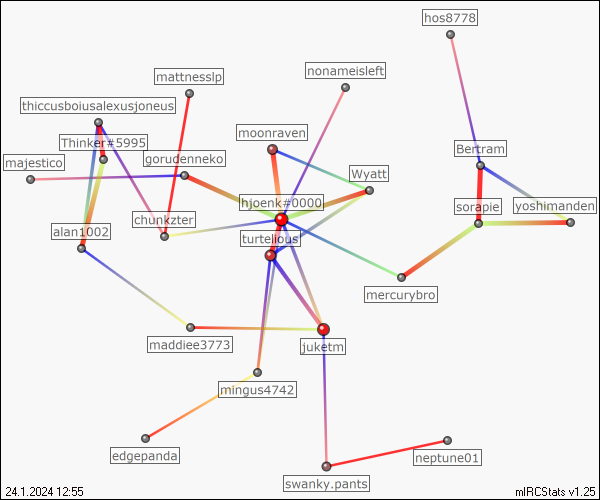 hos8778
nonameisleft
mattnesslp
thiccusboiusalexusjoneus
moonraven
Thinker#5995
Bertram
gorudenneko
majestico
Wyatt
hjoenk#0000
sorapie
yoshimanden
chunkzter
alan1002
turtelious
mercurybro
maddiee3773
juketm
mingus4742
edgepanda
neptune01
swanky.pants
24.1.2024 12:55
mIRCStats v1.25